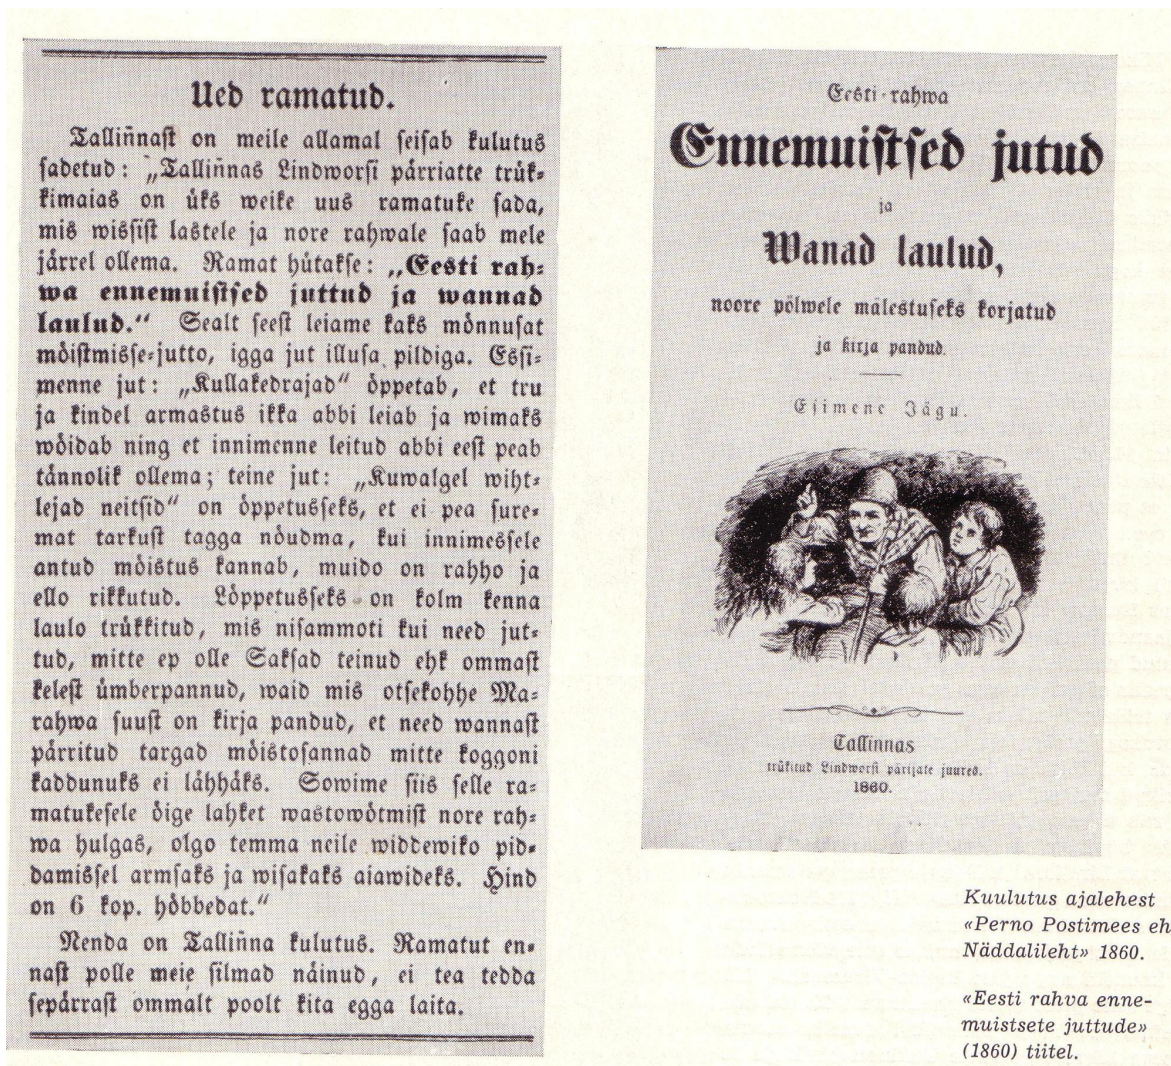 Ued ramatud.
Tallin̄nast on meile allamal seisab kulutus
sadetud: „Tallin̄nas Lindworsi pärriatte trük-
kimaias on üks weike uus ramatuke sada,
mis wissist lastele ja nore rahwale saab mele
järrel ollema. Ramat hütakse: „Eesti rah-
wa ennemuistsed juttud ja wannad
laulud.“ Sealt seest leiame kaks mönnusat
möistmisse-jutto, igga jut illusa pildiga. Essi-
menne jut: „Kullakedrajad“ öppetab, et tru
ja kindel armastus ikka abbi leiab ja wimaks
wöidab ning et innimenne leitud abbi eest peab
tännolik ollema; teine jut: „Kuwalgel wiht-
lejad neitsid“ on öppetusseks, et ei pea sure-
mat tarkust tagga nöudma, kui innimessele
antud möistus kannab, muido on rahho ja
ello rikkutud. Löppetusseks on kolm kenna
laulo trükkitud, mis nisammoti kui need jut-
tud, mitte ep olle Saksad teinud ehk ommast
kelest ümberpannud, waid mis otsekohhe Ma-
rahwa suust on kirja pandud, et need wannast
pärritud targad möistosannad mitte koggoni
kaddunuks ei lähhäks. Sowime siis selle ra-
matukesele öige lahket wastowötmist nore rah-
wa hulgas, olgo temma neile widdewiko pid-
damissel armsaks ja wisakaks aiawideks. Hind
on 6 kop. höbbedat.“
Nenda on Tallin̄na kulutus. Ramatut en-
nast polle meie silmad näinud, ei tea tedda
sepärrast ommalt poolt kita egga laita.
Eesti-rahwa
Ennemuistsed jutud
ja
Wanad laulud,
noore põlwele mälestuseks korjatud
ja kirja pandud.
Esimene Jägu.
Tallinnas
trükitud Lindworsi pärijate juures.
1860.
Kuulutus ajalehest
«Perno Postimees eh
Näddalileht» 1860.
«Eesti rahva enne-
muistsete juttude»
(1860) tiitel.